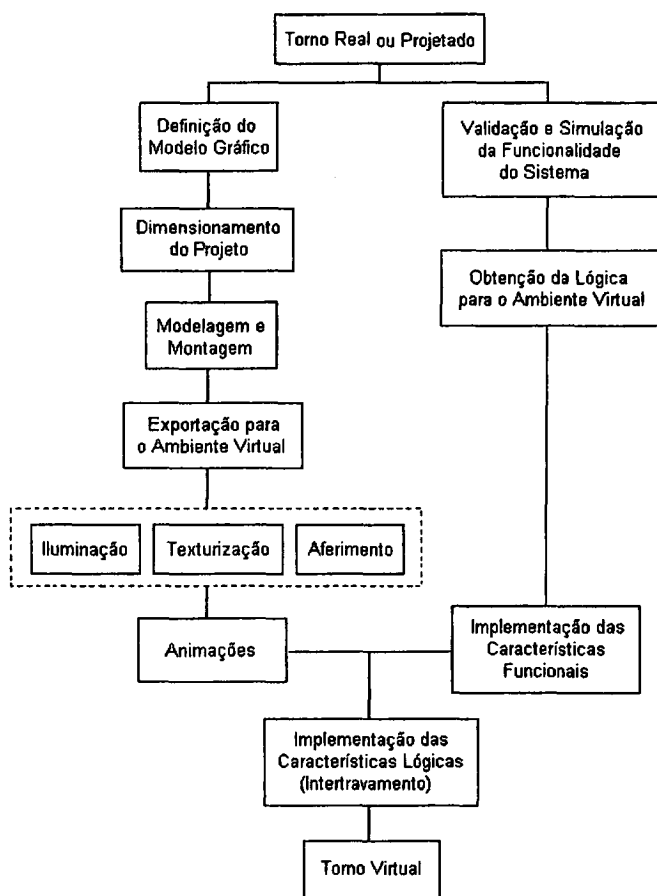 Torno Real ou Projetado
Definição do
Modelo Gráfico
Validação e Simulação
da Funcionalidade
do Sistema
Dimensionamento
do Projeto
Obtenção da Lógica
para o Ambiente Virtual
Modelagem e
Montagem
Exportação para
o Ambiente Virtual
Iluminação
Texturização
Aferimento
Animações
Implementação das
Características
Funcionais
Implementação das
Características Lógicas
(Intertravamento)
Torno Virtual